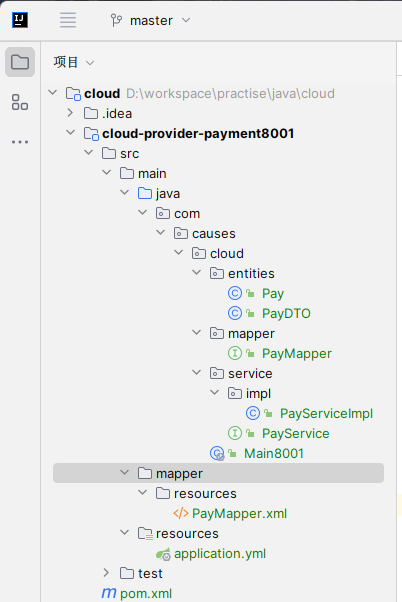 IJ master
项目
cloud D:\workspace\practise\java\cloud
.idea
cloud-provider-payment8001
src
main
java
com
causes
cloud
entities
C Pay
C PayDTO
mapper
I PayMapper
service
impl
C PayServiceImpl
I PayService
C Main8001
mapper
resources
</> PayMapper.xml
resources
application.yml
test
m pom.xml